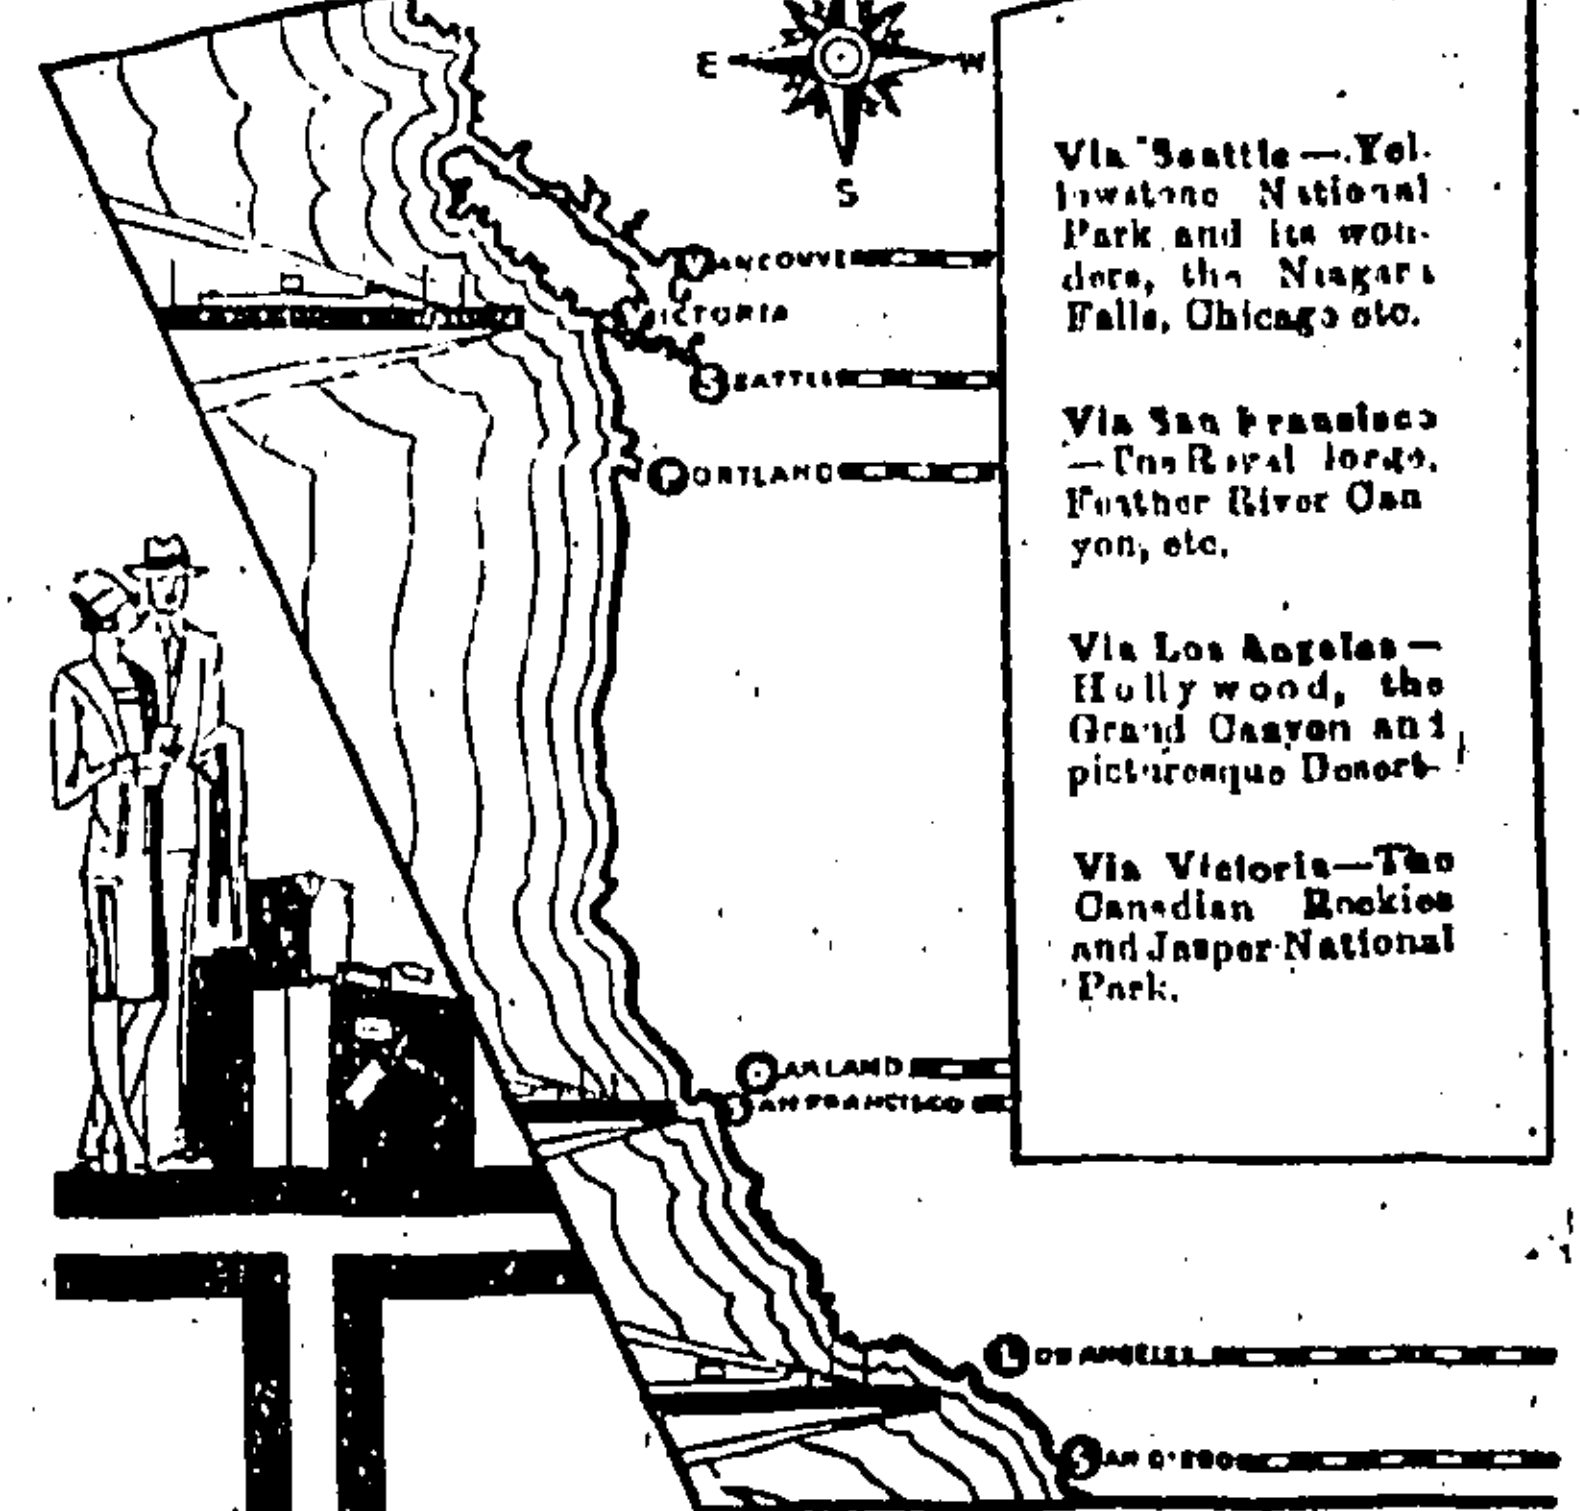 E W
S
VANCOUVER
VICTORIA
SEATTLE
PORTLAND
OAKLAND
SAN FRANCISCO
LOS ANGELES
SAN DIEGO
Via Seattle—Yel-
lowstone National
Park and its won-
ders, the Niagara
Falls, Chicago etc.
Via San Francisco
—The Royal Gorge,
Feather River Can
yon, etc.
Via Los Angeles—
Hollywood, the
Grand Canyon and
picturesque Desert
Via Victoria—The
Canadian Rockies
and Jasper National
Park.